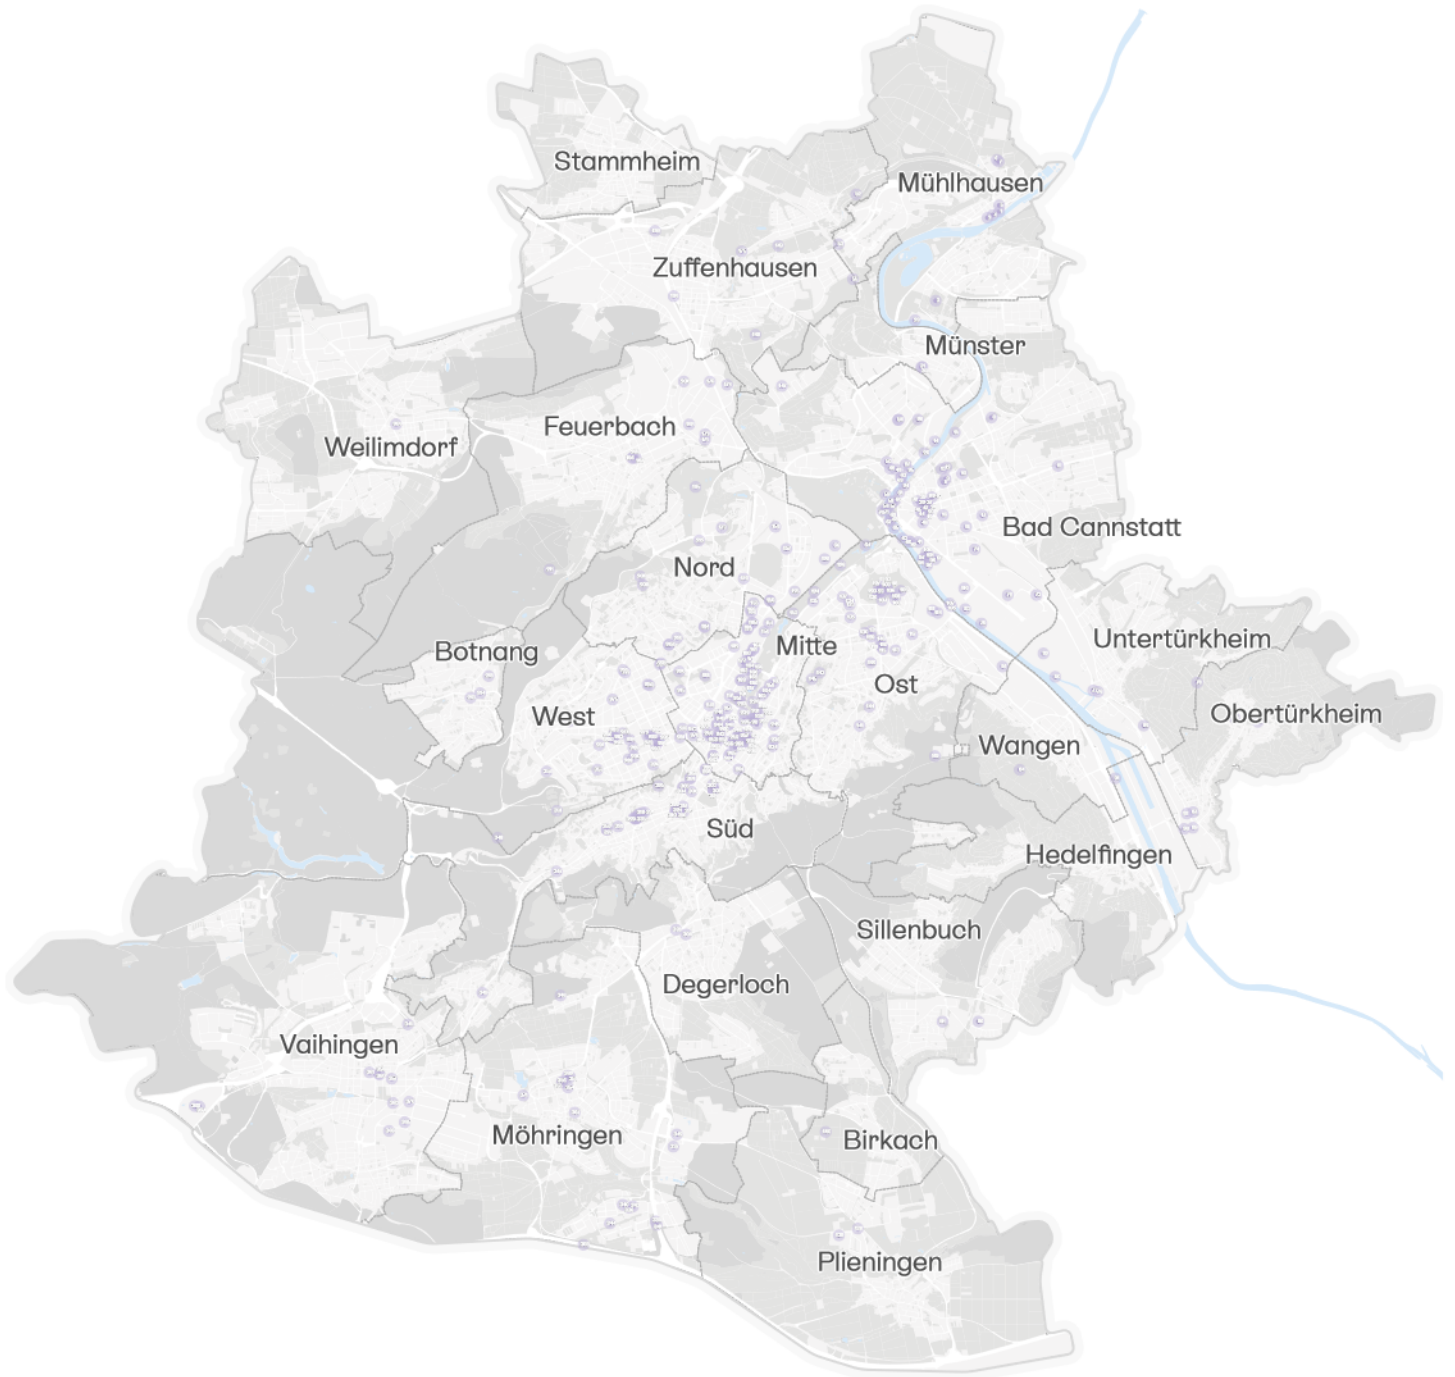 Stammheim
Mühlhausen
Zuffenhausen
Münster
Feuerbach
Weilimdorf
Bad Cannstatt
Nord
Untertürkheim
Mitte
Botnang
Ost
Obertürkheim
West
Wangen
Süd
Hedelfingen
Sillenbuch
Degerloch
Vaihingen
Möhringen
Birkach
Plieningen